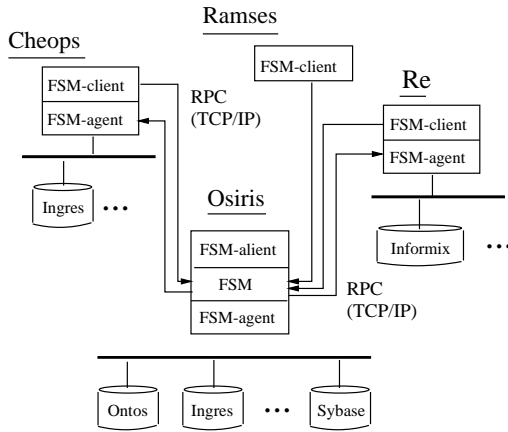 Ramses
Cheops
FSM-client
FSM-client
FSM-agent
RPC
(TCP/IP)
Re
FSM-client
FSM-agent
Ingres
...
Osiris
Informix
...
FSM-alient
FSM
FSM-agent
RPC
(TCP/IP)
Ontos
Ingres
...
Sybase